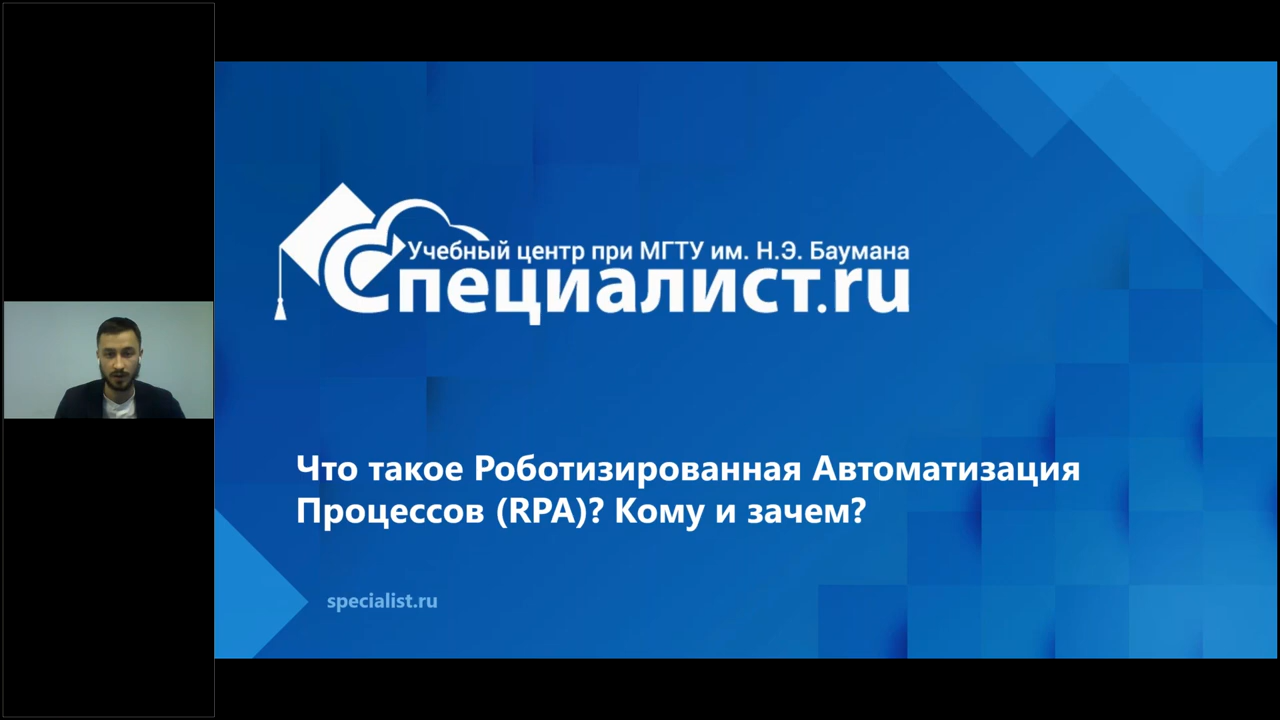 Учебный центр при МГТУ им. Н.Э. Баумана
Специалист.ru
Что такое Роботизированная Автоматизация
Процессов (RPA)? Кому и зачем?
specialist.ru